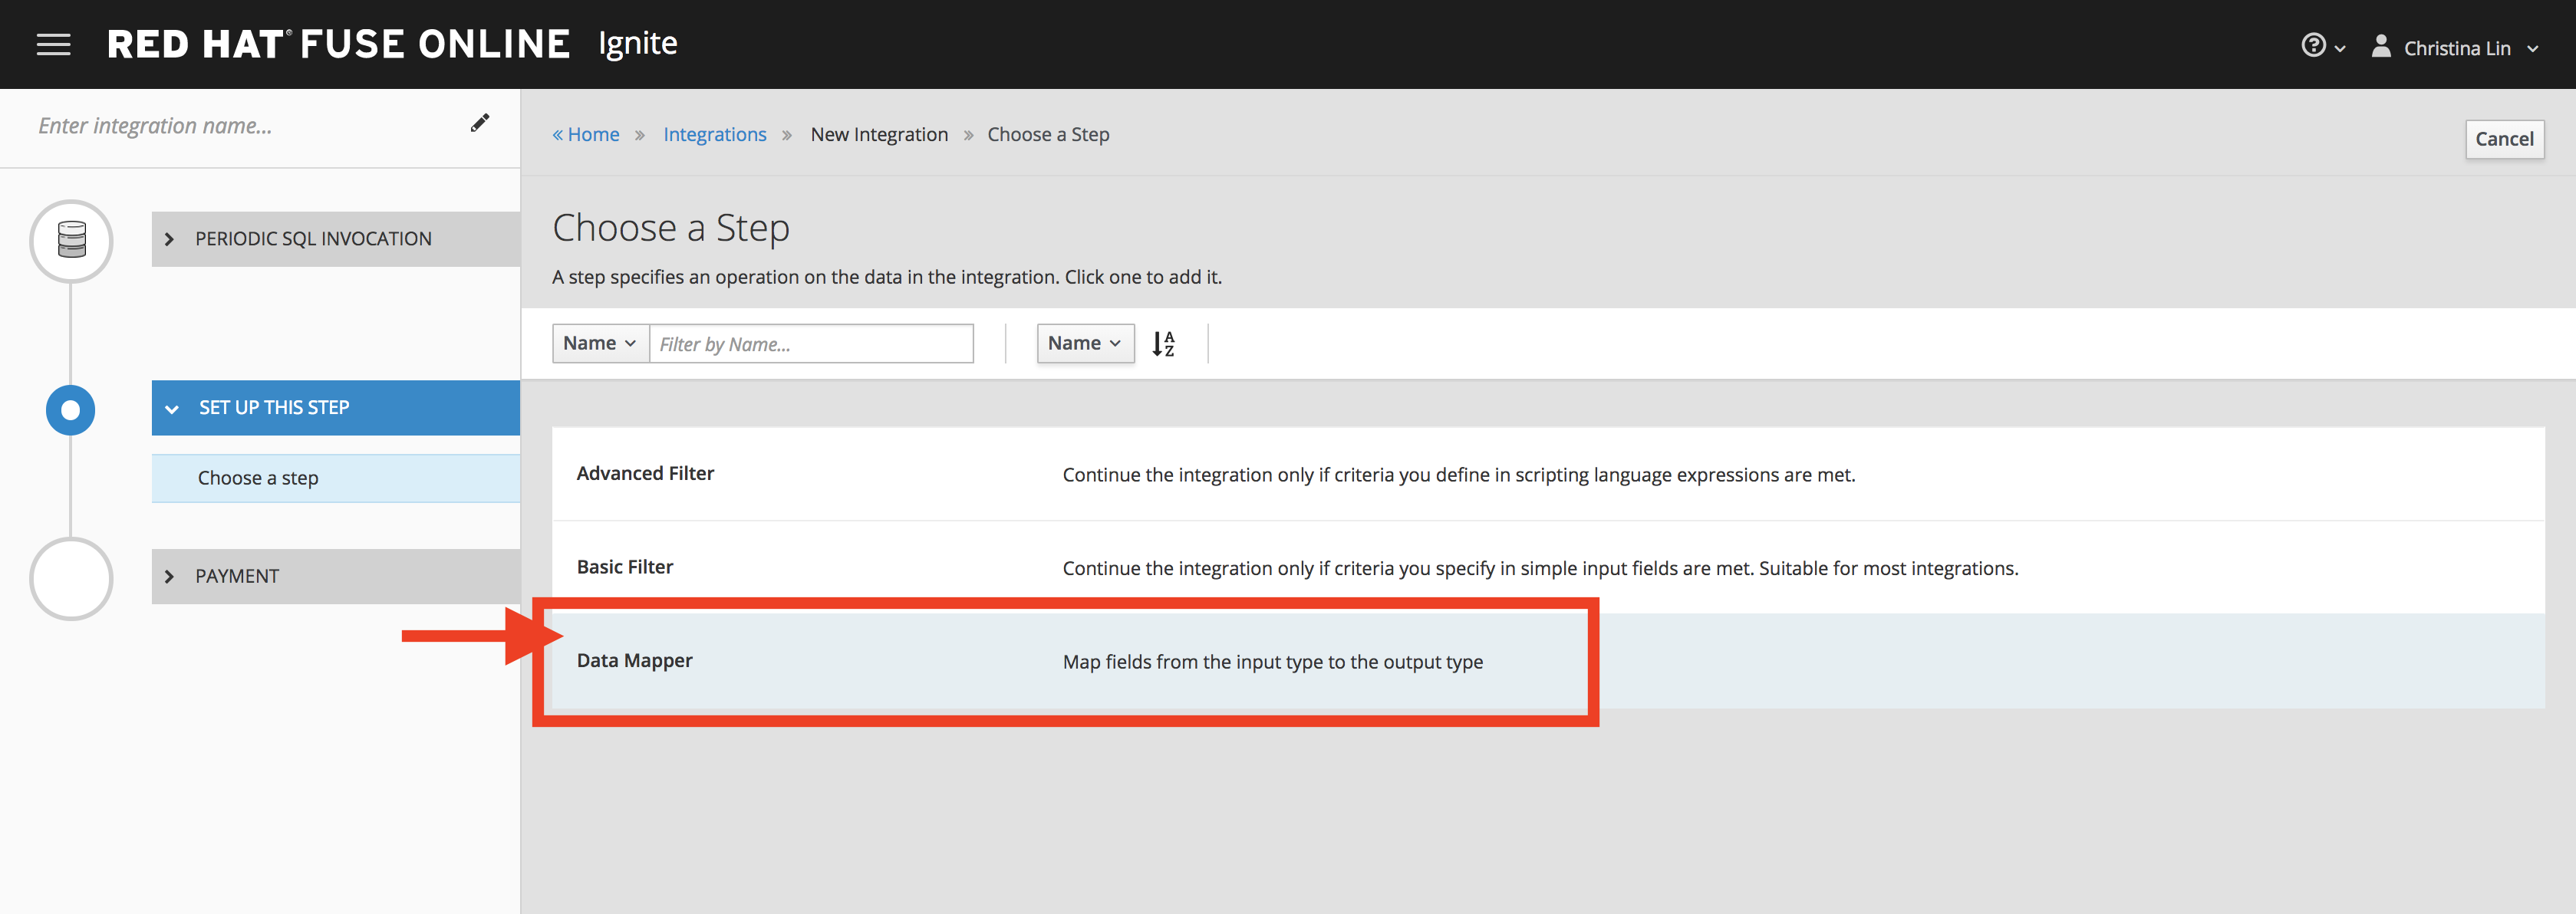 RED HAT® FUSE ONLINE Ignite
Christina Lin
Enter integration name...
« Home » Integrations » New Integration » Choose a Step
Cancel
PERIODIC SQL INVOCATION
SET UP THIS STEP
Choose a step
PAYMENT
Choose a Step
A step specifies an operation on the data in the integration. Click one to add it.
Name Filter by Name... Name A Z
Advanced Filter Continue the integration only if criteria you define in scripting language expressions are met.
Basic Filter Continue the integration only if criteria you specify in simple input fields are met. Suitable for most integrations.
Data Mapper Map fields from the input type to the output type